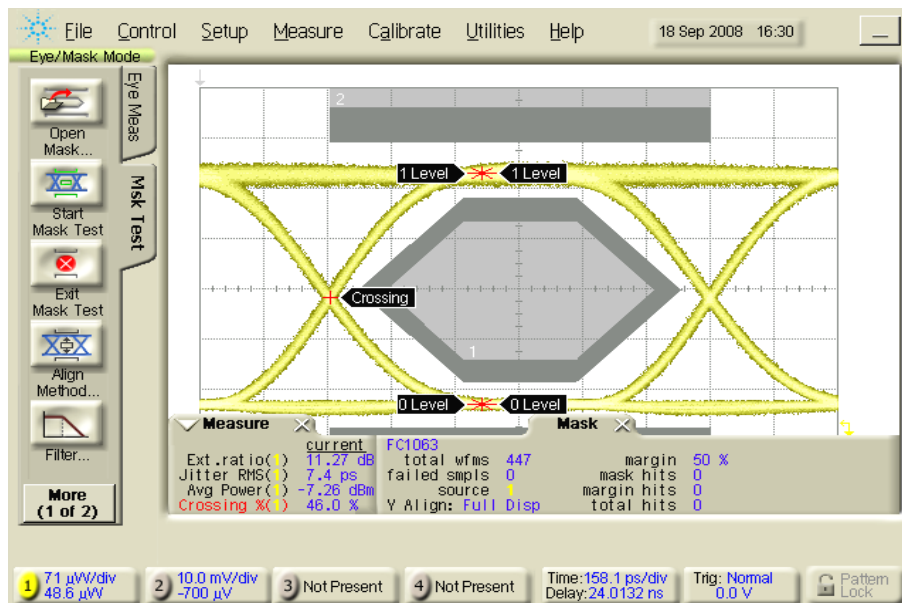 File Control Setup Measure Calibrate Utilities Help 18 Sep 2008 16:30
Eye/Mask Mode
Eye Meas
Msk Test
Open
Mask...
Start
Mask Test
Exit
Mask Test
Align
Method...
Filter...
More
(1 of 2)
2
1 Level 1 Level
Crossing
1
0 Level 0 Level
Measure
current
Ext.ratio(1) 11.27 dB
Jitter RMS(1) 7.4 ps
Avg Power(1) -7.26 dBm
Crossing %(1) 46.0 %
Mask
FC1063
total wfms 447 margin 50 %
failed smpls 0 mask hits 0
source 1 margin hits 0
Y Align: Full Disp total hits 0
1 71 µW/div
48.6 µW
2 10.0 mV/div
-700 µV
3 Not Present
4 Not Present
Time:158.1 ps/div
Delay:24.0132 ns
Trig: Normal
0.0 V
Pattern
Lock